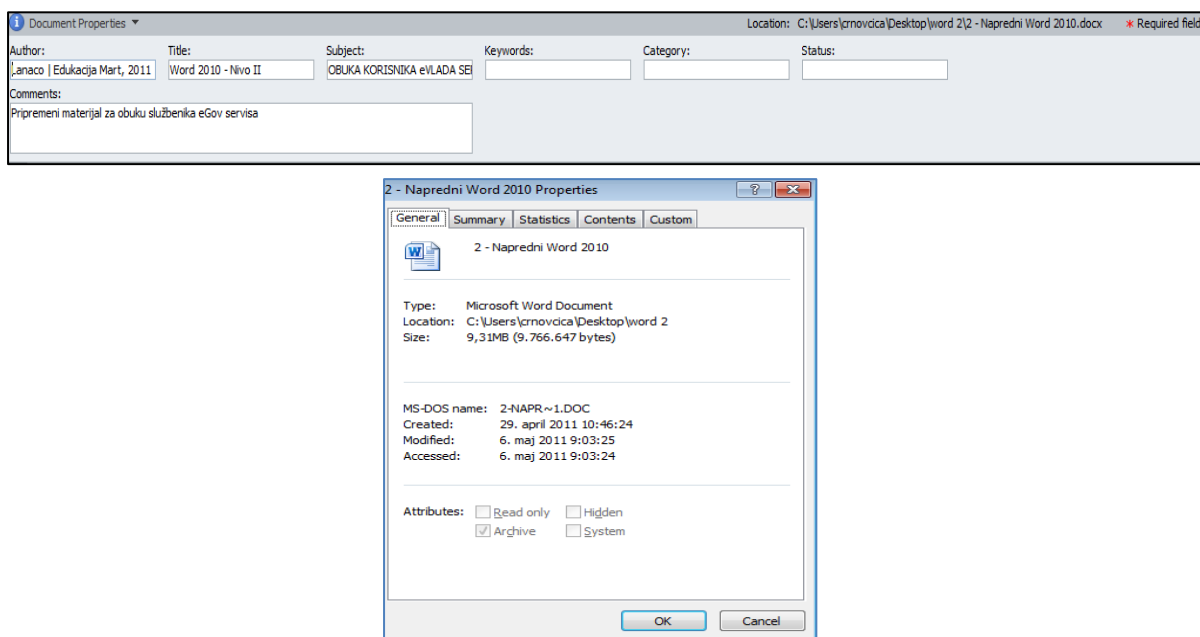 Document Properties ▼ Location: C:\Users\crnovcica\Desktop\word 2\2 - Napredni Word 2010.docx * Required field
Author: Title: Subject: Keywords: Category: Status:
Lanaco | Edukacija Mart, 2011 Word 2010 - Nivo II OBUKA KORISNIKA eVLADA SE
Comments:
Pripremeni materijal za obuku službenika eGov servisa
2 - Napredni Word 2010 Properties
General Summary Statistics Contents Custom
2 - Napredni Word 2010
Type: Microsoft Word Document
Location: C:\Users\crnovcica\Desktop\word 2
Size: 9,31MB (9.766.647 bytes)
MS-DOS name: 2-NAPR~1.DOC
Created: 29. april 2011 10:46:24
Modified: 6. maj 2011 9:03:25
Accessed: 6. maj 2011 9:03:24
Attributes: Read only Hidden
Archive System
OK Cancel